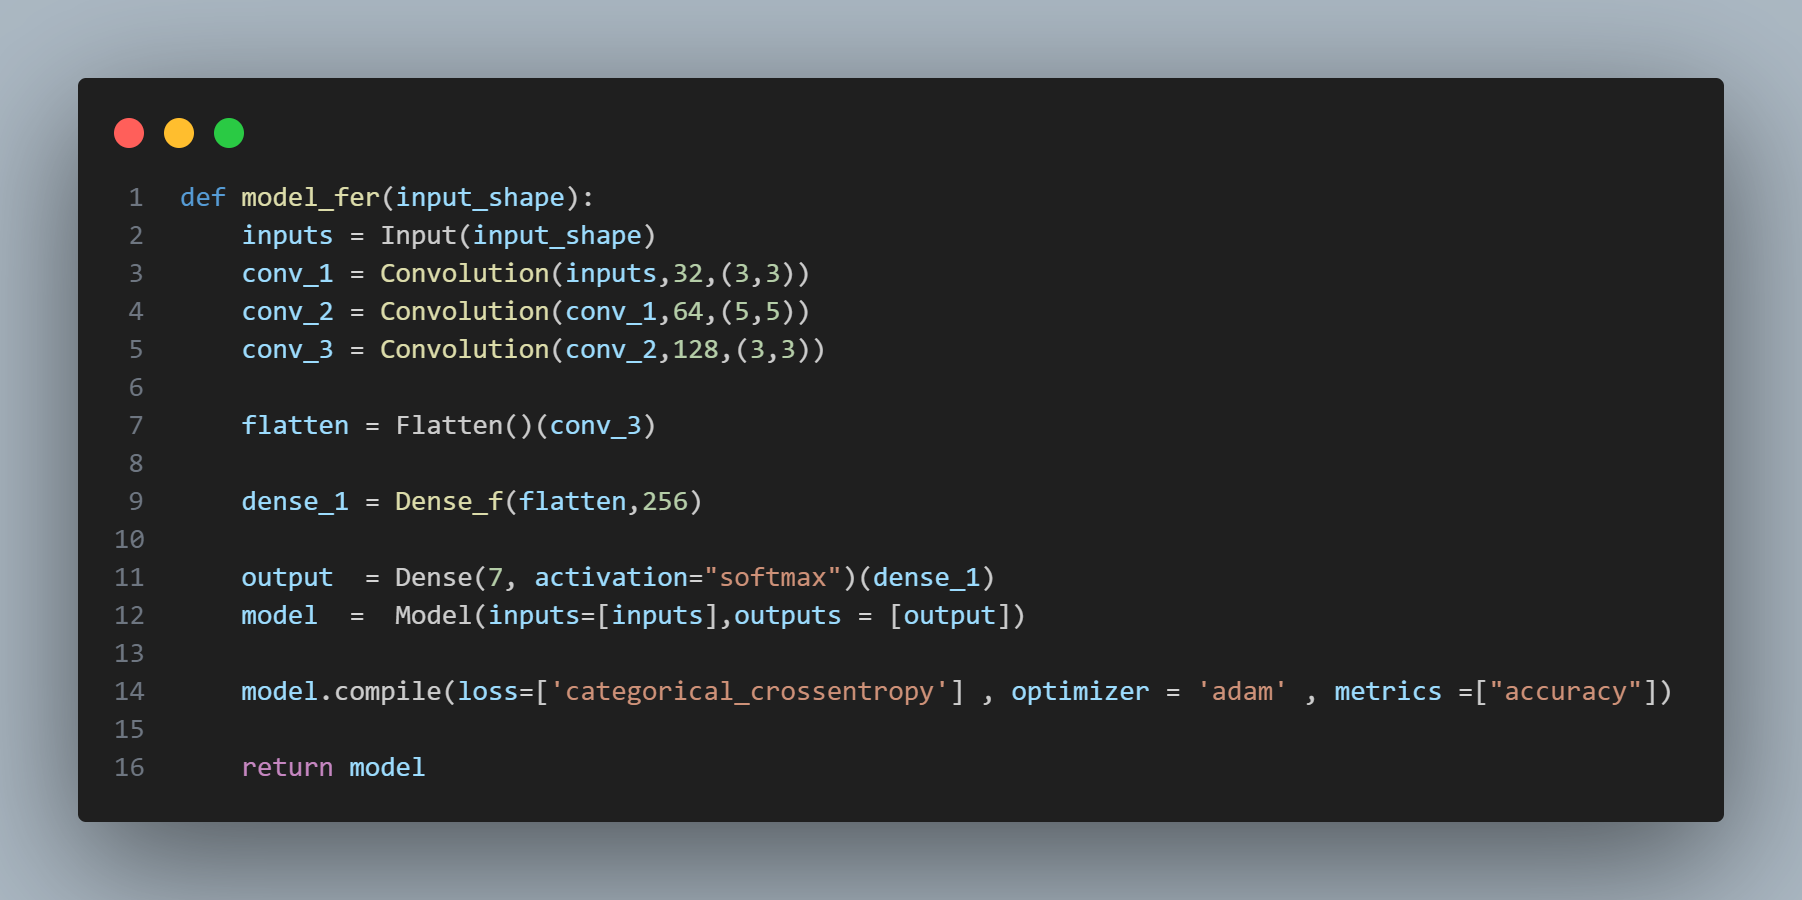 1 def model_fer(input_shape):
2     inputs = Input(input_shape)
3     conv_1 = Convolution(inputs,32,(3,3))
4     conv_2 = Convolution(conv_1,64,(5,5))
5     conv_3 = Convolution(conv_2,128,(3,3))
6
7     flatten = Flatten()(conv_3)
8
9     dense_1 = Dense_f(flatten,256)
10
11     output  = Dense(7, activation="softmax")(dense_1)
12     model  =  Model(inputs=[inputs],outputs = [output])
13
14     model.compile(loss=['categorical_crossentropy'] , optimizer = 'adam' , metrics =["accuracy"])
15
16     return model